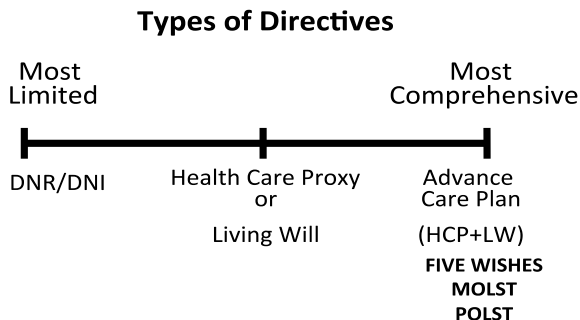 Types of Directives
Most
Limited
Most
Comprehensive
DNR/DNI
Health Care Proxy
or
Living Will
Advance
Care Plan
(HCP+LW)
FIVE WISHES
MOLST
POLST